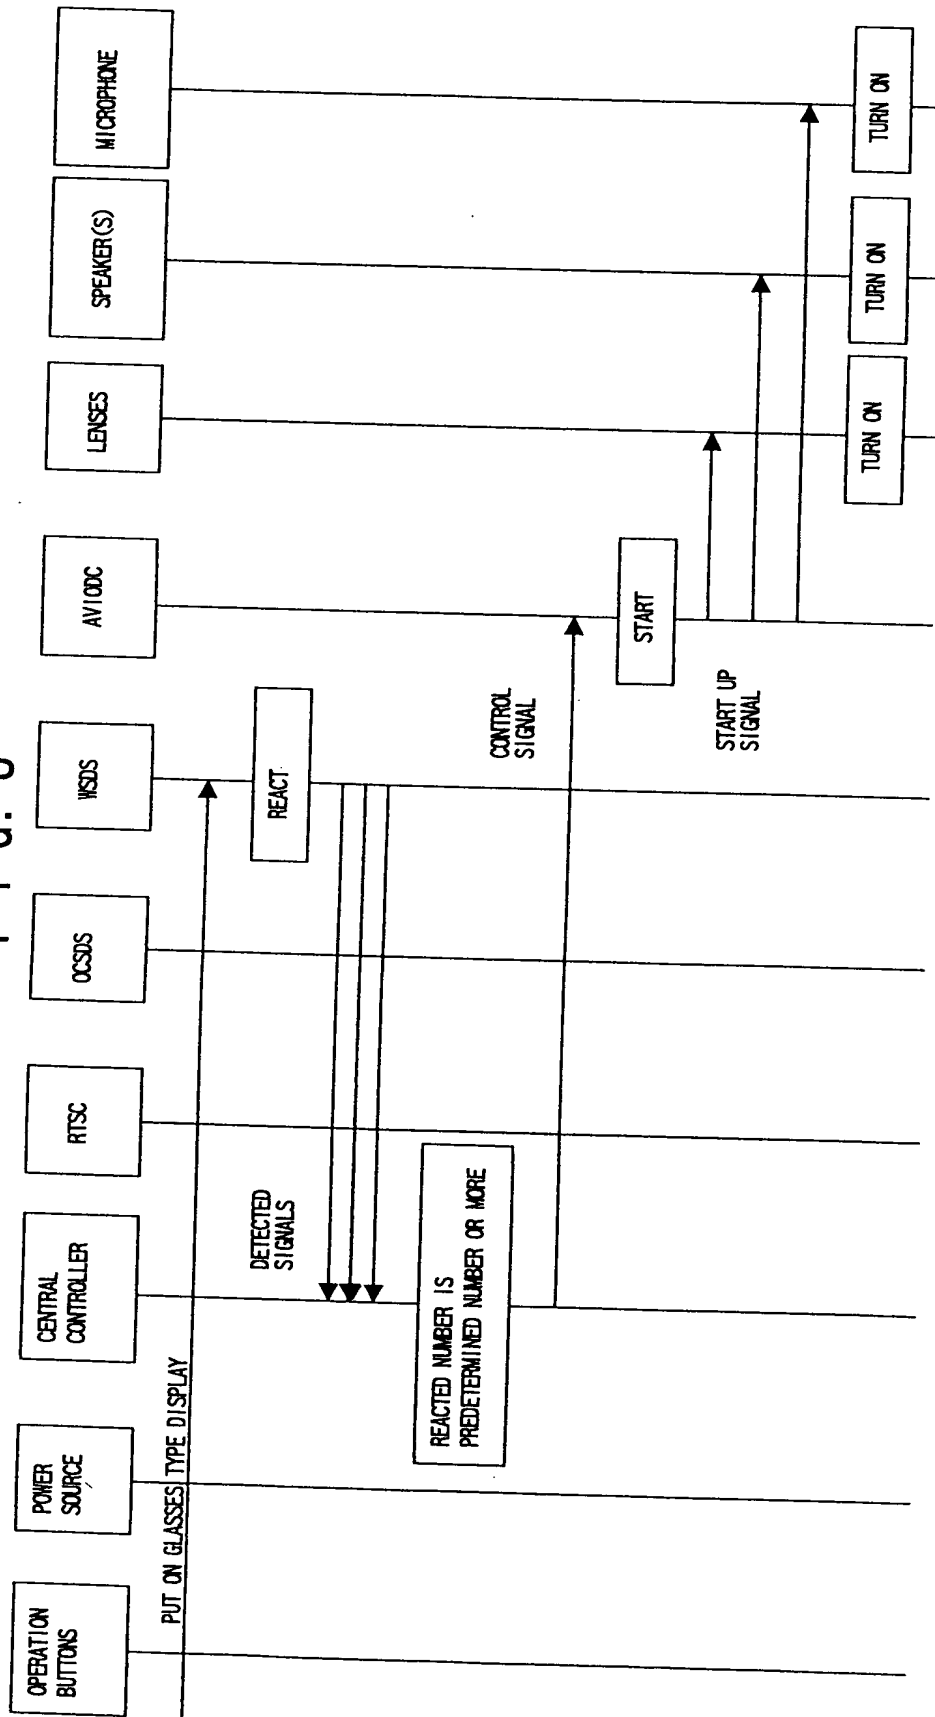 OPERATION
BUTTONS
POWER
SOURCE
CENTRAL
CONTROLLER
RTSC
OCSDS
WSDS
AVIODC
LENSES
SPEAKER(S)
MICROPHONE
PUT ON GLASSES TYPE DISPLAY
DETECTED
SIGNALS
REACT
REACTED NUMBER IS
PREDETERMINED NUMBER OR MORE
CONTROL
SIGNAL
START
START UP
SIGNAL
TURN ON
TURN ON
TURN ON